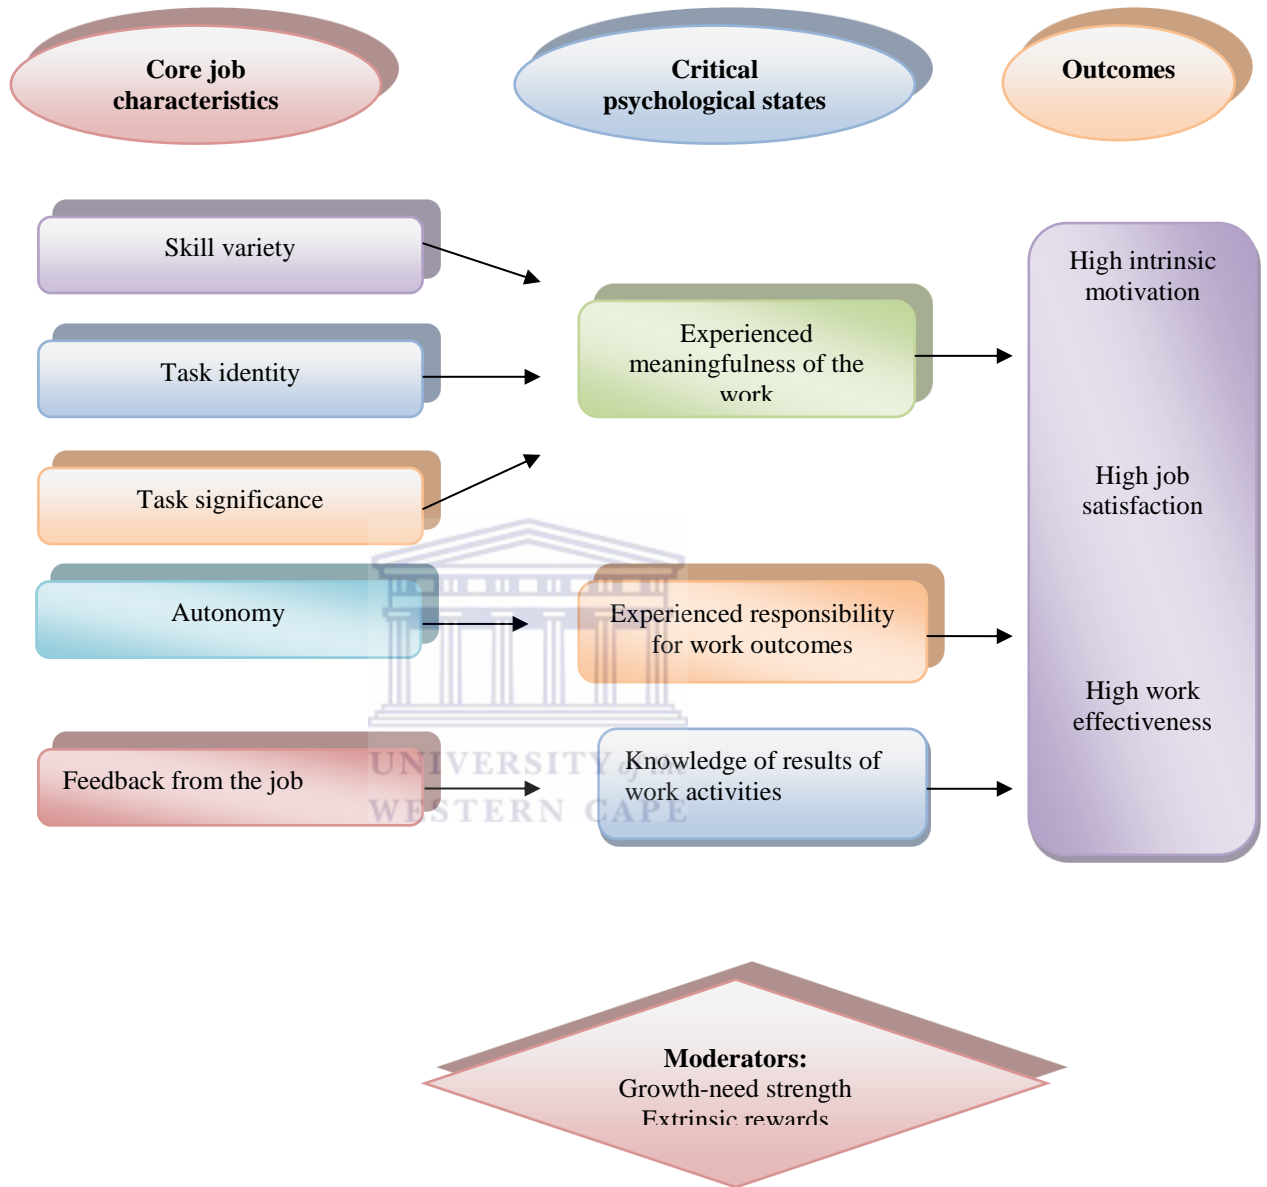 Core job
characteristics
Critical
psychological states
Outcomes
Skill variety
Task identity
Task significance
Autonomy
Feedback from the job
Experienced
meaningfulness of the
work
Experienced responsibility
for work outcomes
Knowledge of results of
work activities
High intrinsic
motivation
High job
satisfaction
High work
effectiveness
UNIVERSITY of the
WESTERN CAPE
Moderators:
Growth-need strength
Extrinsic rewards